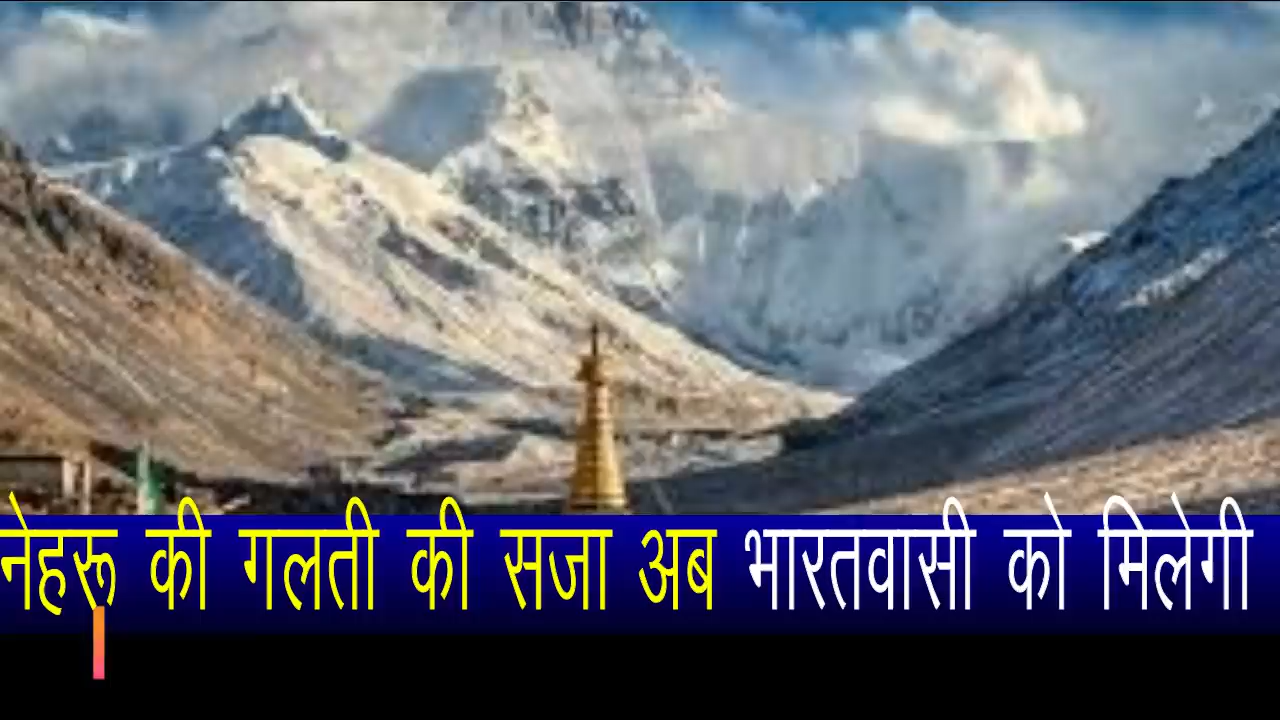 नेहरू की गलती की सजा अब भारतवासी को मिलेगी